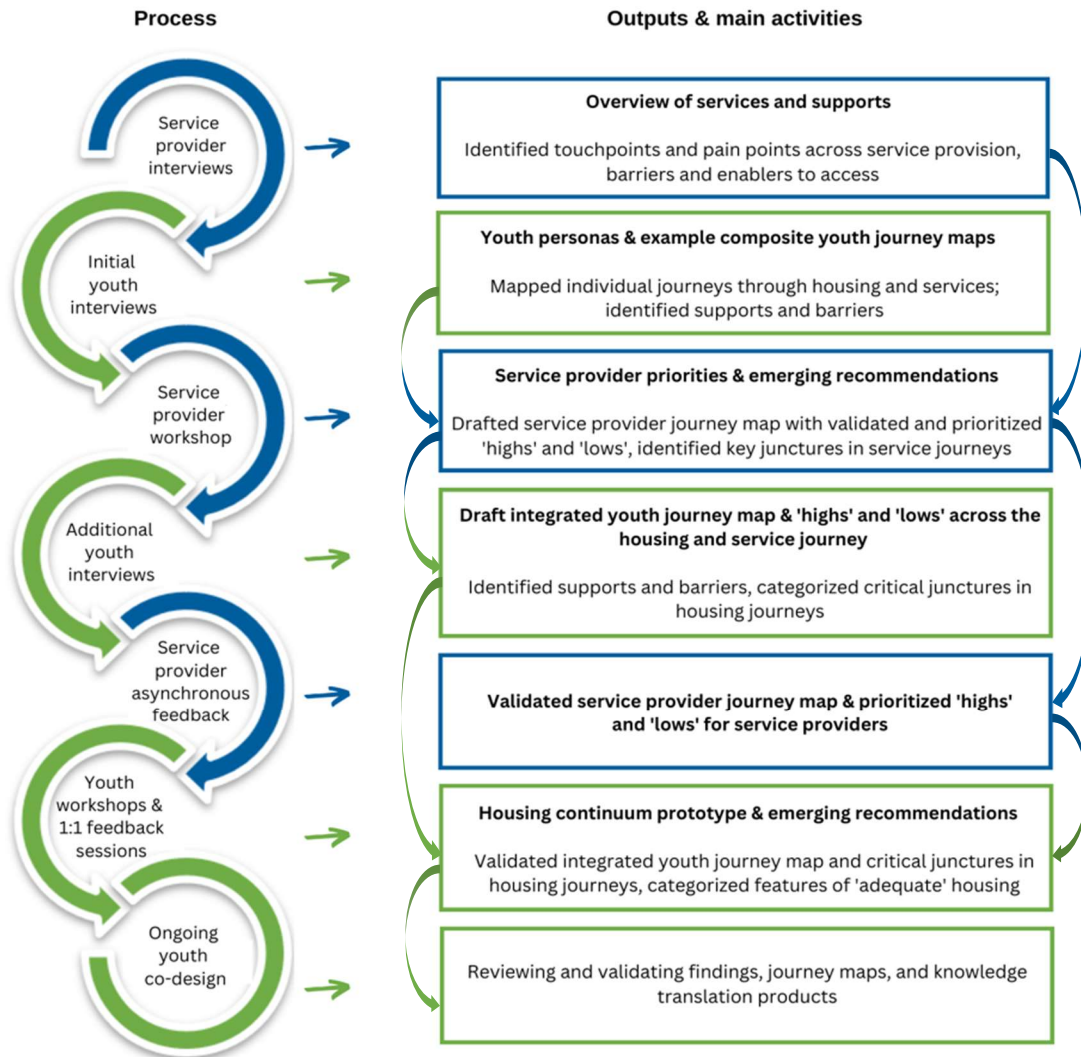 Process
Outputs & main activities
Service
provider
interviews
Overview of services and supports
Identified touchpoints and pain points across service provision,
barriers and enablers to access
Initial
youth
interviews
Youth personas & example composite youth journey maps
Mapped individual journeys through housing and services;
identified supports and barriers
Service
provider
workshop
Service provider priorities & emerging recommendations
Drafted service provider journey map with validated and prioritized
'highs' and 'lows', identified key junctures in service journeys
Additional
youth
interviews
Draft integrated youth journey map & 'highs' and 'lows' across the
housing and service journey
Identified supports and barriers, categorized critical junctures in
housing journeys
Service
provider
asynchronous
feedback
Validated service provider journey map & prioritized 'highs'
and 'lows' for service providers
Youth
workshops &
1:1 feedback
sessions
Housing continuum prototype & emerging recommendations
Validated integrated youth journey map and critical junctures in
housing journeys, categorized features of 'adequate' housing
Ongoing
youth
co-design
Reviewing and validating findings, journey maps, and knowledge
translation products